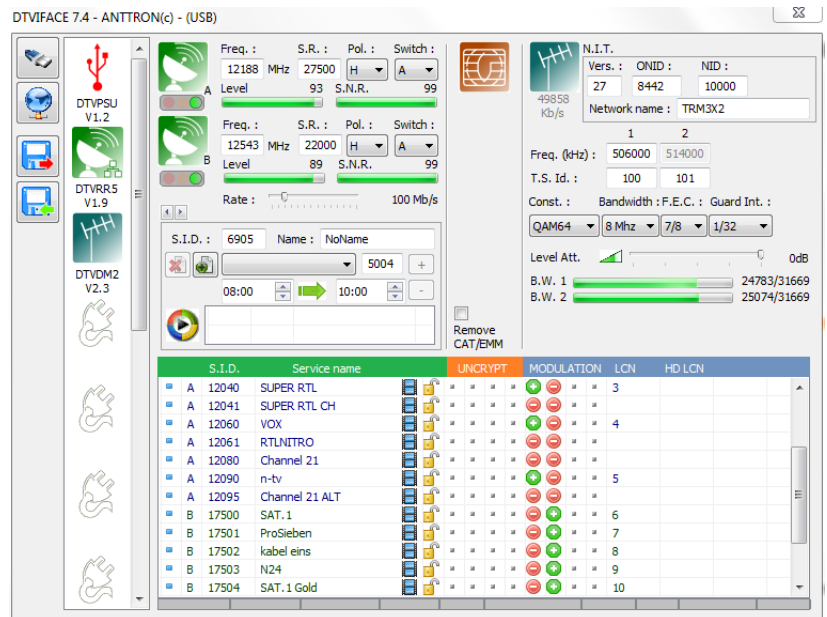 DTVIFACE 7.4 - ANTTRON(c) - (USB)
DTVPSU
V1.2
DTVRR5
V1.9
DTVDM2
V2.3
Freq. : S.R. : Pol. : Switch :
12188 MHz 27500 H A
A Level 93 S.N.R. 99
Freq. : S.R. : Pol. : Switch :
12543 MHz 22000 H A
B Level 89 S.N.R. 99
Rate : 100 Mb/s
S.I.D. : 6905 Name : NoName
5004 +
08:00 10:00 -
Remove
CAT/EMM
N.I.T.
Vers. : ONID : NID :
27 8442 10000
Network name : TRM3X2
49858
Kb/s
1 2
Freq. (kHz) : 506000 514000
T.S. Id. : 100 101
Const. : Bandwidth : F.E.C. : Guard Int. :
QAM64 8 Mhz 7/8 1/32
Level Att. 0dB
B.W. 1 24783/31669
B.W. 2 25074/31669
S.I.D. Service name UNCRYPT MODULATION LCN HD LCN
A 12040 SUPER RTL 3
A 12041 SUPER RTL CH
A 12060 VOX 4
A 12061 RTLNITRO
A 12080 Channel 21
A 12090 n-tv 5
A 12095 Channel 21 ALT
B 17500 SAT.1 6
B 17501 ProSieben 7
B 17502 kabel eins 8
B 17503 N24 9
B 17504 SAT.1 Gold 10